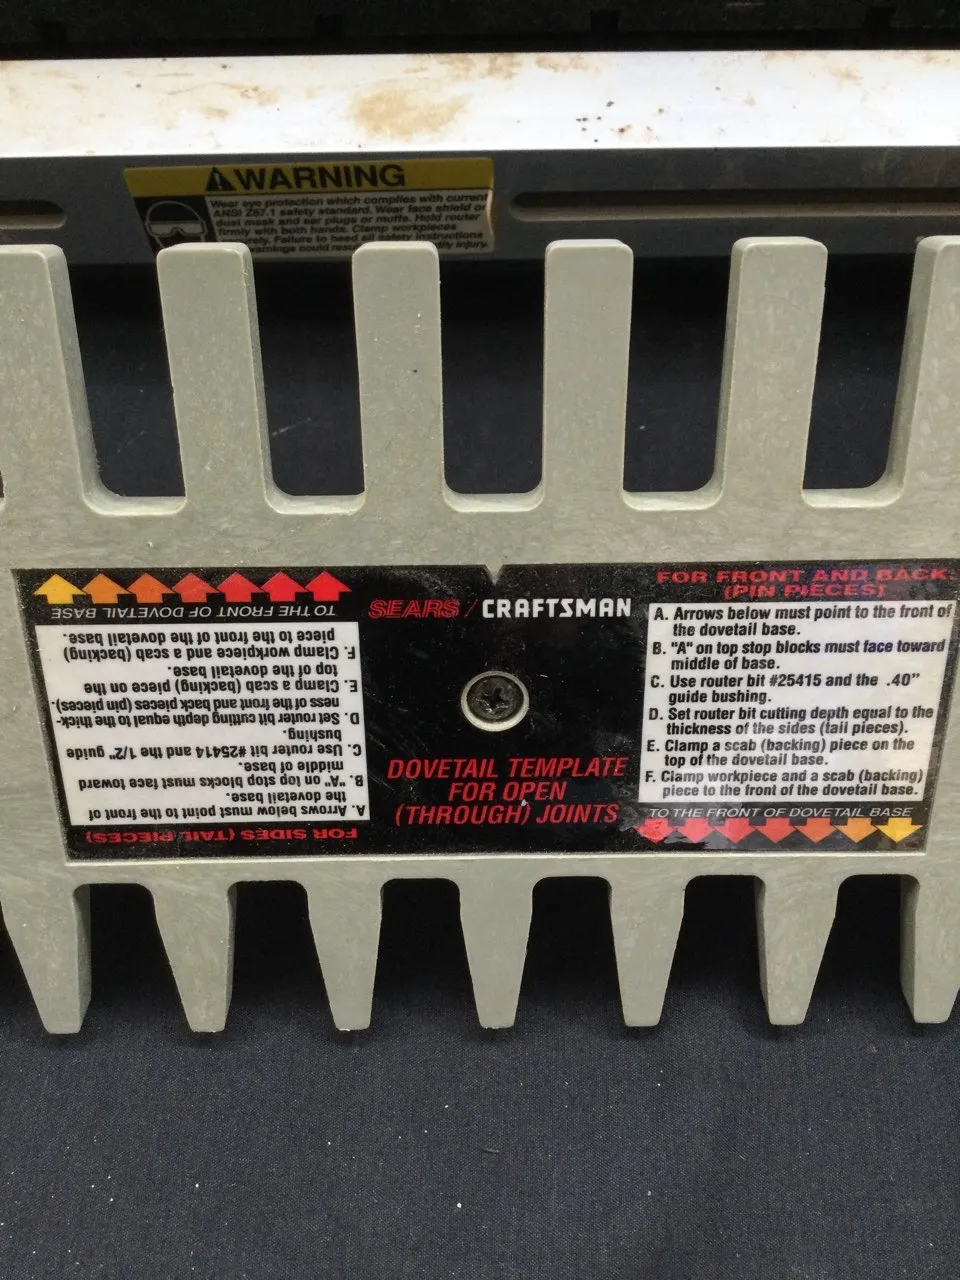 WARNING
Wear eye protection which complies with current
ANSI Z87.1 safety standard. Wear face shield or
dust mask and ear plugs or muffs. Hold router
firmly with both hands. Clamp workpieces
Failure to heed all safety instructions
warnings could injury.
SEARS / CRAFTSMAN
DOVETAIL TEMPLATE
FOR OPEN
(THROUGH) JOINTS
FOR FRONT AND BACK
(PIN PIECES)
A. Arrows below must point to the front of
the dovetail base.
B. "A" on top stop blocks must face toward
middle of base.
C. Use router bit #25415 and the .40"
guide bushing.
D. Set router bit cutting depth equal to the
thickness of the sides (tail pieces).
E. Clamp a scab (backing) piece on the
top of the dovetail base.
F. Clamp workpiece and a scab (backing)
piece to the front of the dovetail base.
TO THE FRONT OF DOVETAIL BASE
FOR SIDES (TAIL PIECES)
A. Arrows below must point to the front of
the dovetail base.
B. "A" on top stop blocks must face toward
middle of base.
C. Use router bit #25414 and the 1/2" guide
bushing.
D. Set router bit cutting depth equal to the thick-
ness of the front and back pieces (pin pieces).
E. Clamp a scab (backing) piece on the
top of the dovetail base.
F. Clamp workpiece and a scab (backing)
piece to the front of the dovetail base.
TO THE FRONT OF DOVETAIL BASE